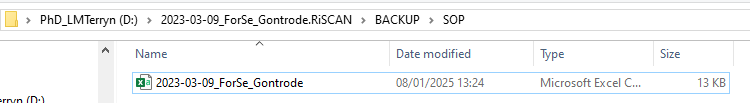 PhD_LMTerryn (D:) > 2023-03-09_ForSe_Gontrode.RiSCAN > BACKUP > SOP
Name Date modified Type Size
2023-03-09_ForSe_Gontrode 08/01/2025 13:24 Microsoft Excel C... 13 KB
erryn (D:)